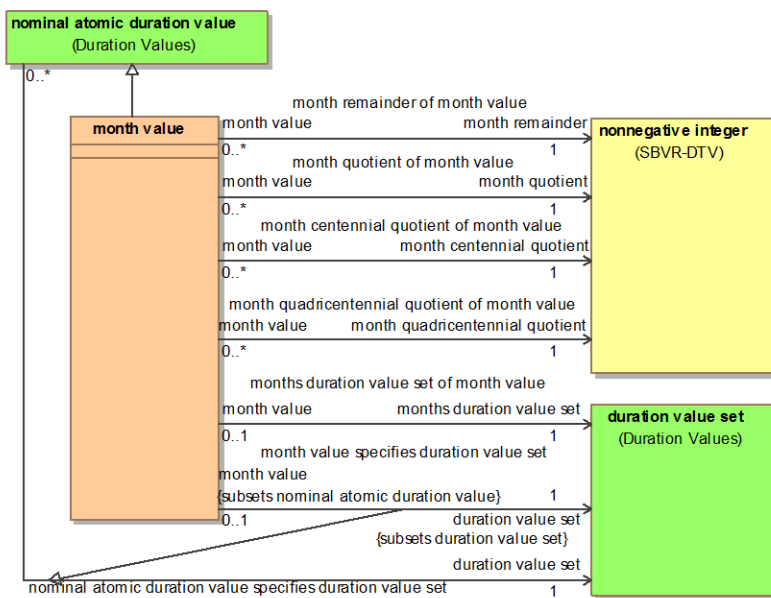 nominal atomic duration value
(Duration Values)
0..*
month remainder of month value
month value
month value month remainder
nonnegative integer
0..* 1
(SBVR-DTV)
month quotient of month value
month value month quotient
0..* 1
month centennial quotient of month value
month value month centennial quotient
0..* 1
month quadricentennial quotient of month value
month value month quadricentennial quotient
0..* 1
months duration value set of month value
month value months duration value set
duration value set
0..1 1
(Duration Values)
month value specifies duration value set
month value
{subsets nominal atomic duration value} 1
0..1 duration value set
{subsets duration value set}
duration value set
nominal atomic duration value specifies duration value set 1